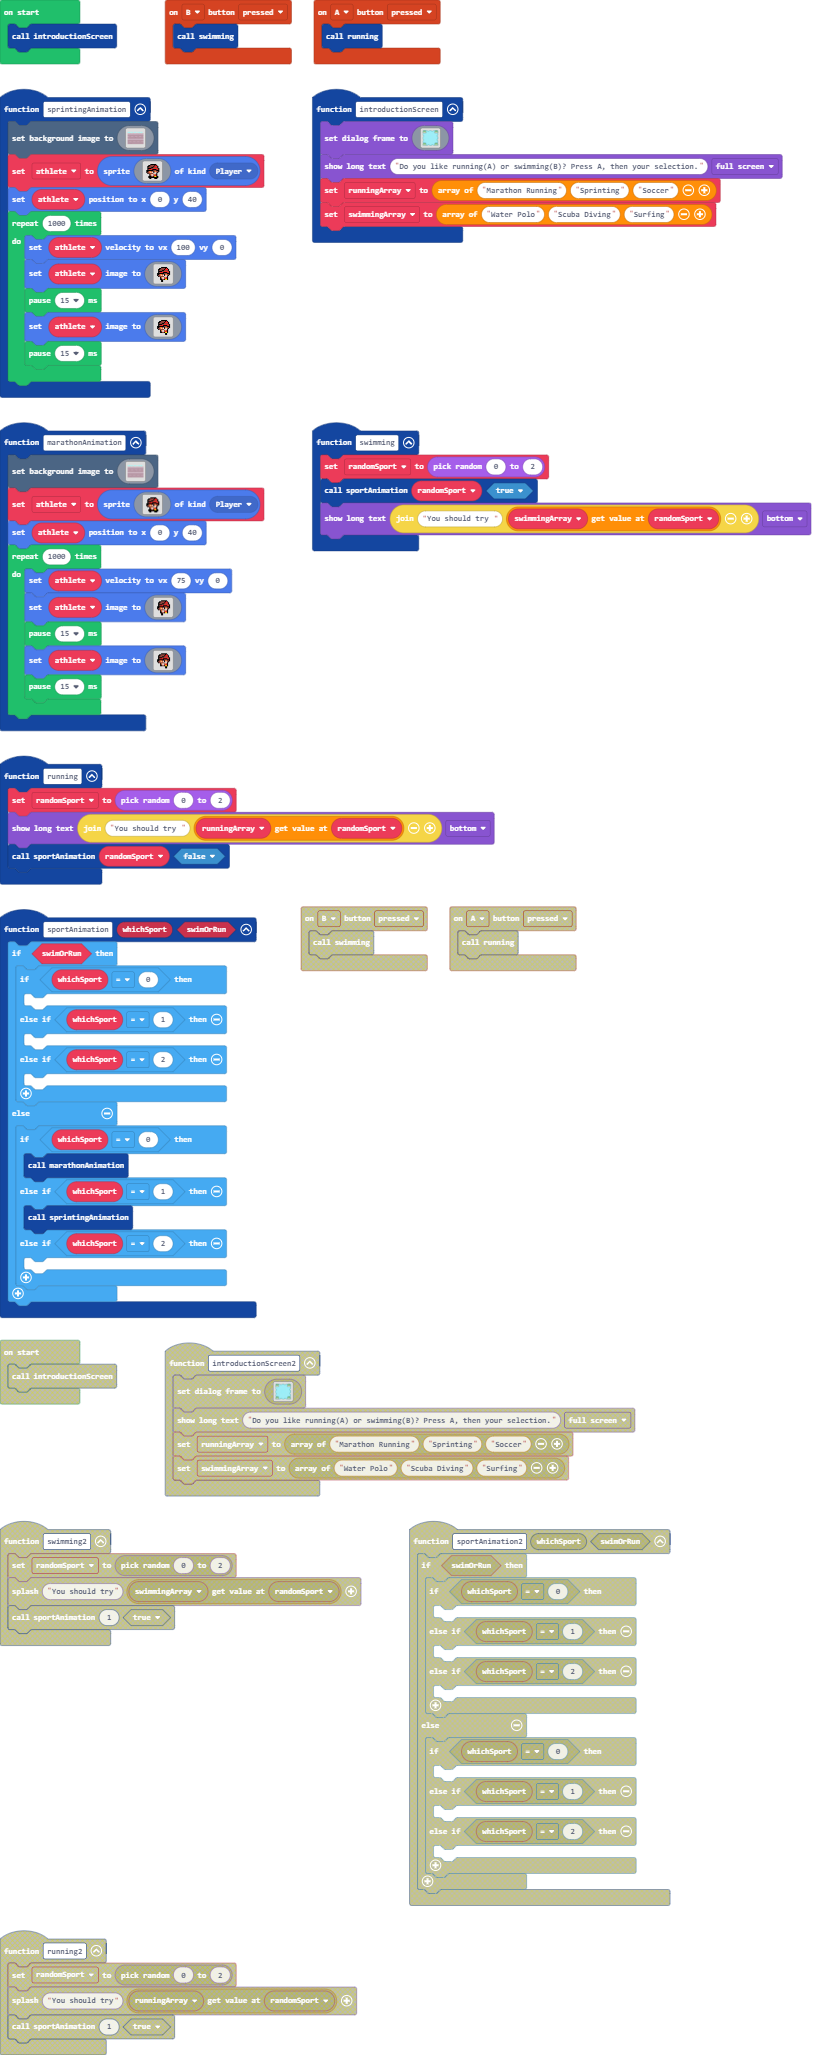 on start
call introductionScreen
on B button pressed
call swimming
on A button pressed
call running
function sprintingAnimation
set background image to
set athlete to sprite of kind Player
set athlete position to x 0 y 40
repeat 1000 times
do
set athlete velocity to vx 100 vy 0
set athlete image to
pause 15 ms
set athlete image to
pause 15 ms
function introductionScreen
set dialog frame to
show long text "Do you like running(A) or swimming(B)? Press A, then your selection." full screen
set runningArray to array of "Marathon Running" "Sprinting" "Soccer"
set swimmingArray to array of "Water Polo" "Scuba Diving" "Surfing"
function marathonAnimation
set background image to
set athlete to sprite of kind Player
set athlete position to x 0 y 40
repeat 1000 times
do
set athlete velocity to vx 75 vy 0
set athlete image to
pause 15 ms
set athlete image to
pause 15 ms
function swimming
set randomSport to pick random 0 to 2
call sportAnimation randomSport true
show long text join "You should try " swimmingArray get value at randomSport bottom
function running
set randomSport to pick random 0 to 2
show long text join "You should try " runningArray get value at randomSport bottom
call sportAnimation randomSport false
function sportAnimation whichSport swimOrRun
if swimOrRun then
if whichSport = 0 then
else if whichSport = 1 then
else if whichSport = 2 then
else
if whichSport = 0 then
call marathonAnimation
else if whichSport = 1 then
call sprintingAnimation
else if whichSport = 2 then
on B button pressed
call swimming
on A button pressed
call running
on start
call introductionScreen
function introductionScreen2
set dialog frame to
show long text "Do you like running(A) or swimming(B)? Press A, then your selection." full screen
set runningArray to array of "Marathon Running" "Sprinting" "Soccer"
set swimmingArray to array of "Water Polo" "Scuba Diving" "Surfing"
function swimming2
set randomSport to pick random 0 to 2
splash "You should try" swimmingArray get value at randomSport
call sportAnimation 1 true
function sportAnimation2 whichSport swimOrRun
if swimOrRun then
if whichSport = 0 then
else if whichSport = 1 then
else if whichSport = 2 then
else
if whichSport = 0 then
else if whichSport = 1 then
else if whichSport = 2 then
function running2
set randomSport to pick random 0 to 2
splash "You should try" runningArray get value at randomSport
call sportAnimation 1 true